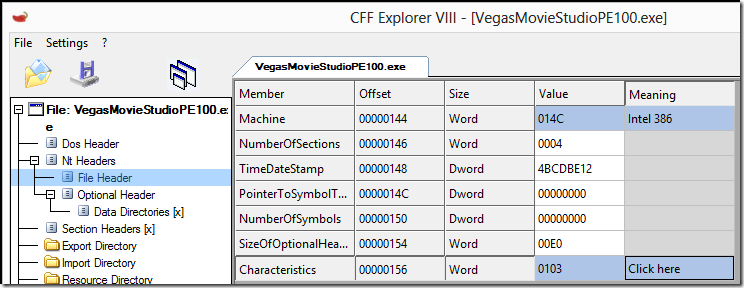 CFF Explorer VIII - [VegasMovieStudioPE100.exe]
File Settings ?
VegasMovieStudioPE100.exe
File: VegasMovieStudioPE100.ex
e
Dos Header
Nt Headers
File Header
Optional Header
Data Directories [x]
Section Headers [x]
Export Directory
Import Directory
Resource Directory
Member Offset Size Value Meaning
Machine 00000144 Word 014C Intel 386
NumberOfSections 00000146 Word 0004
TimeDateStamp 00000148 Dword 4BCDBE12
PointerToSymbolT... 0000014C Dword 00000000
NumberOfSymbols 00000150 Dword 00000000
SizeOfOptionalHea... 00000154 Word 00E0
Characteristics 00000156 Word 0103 Click here